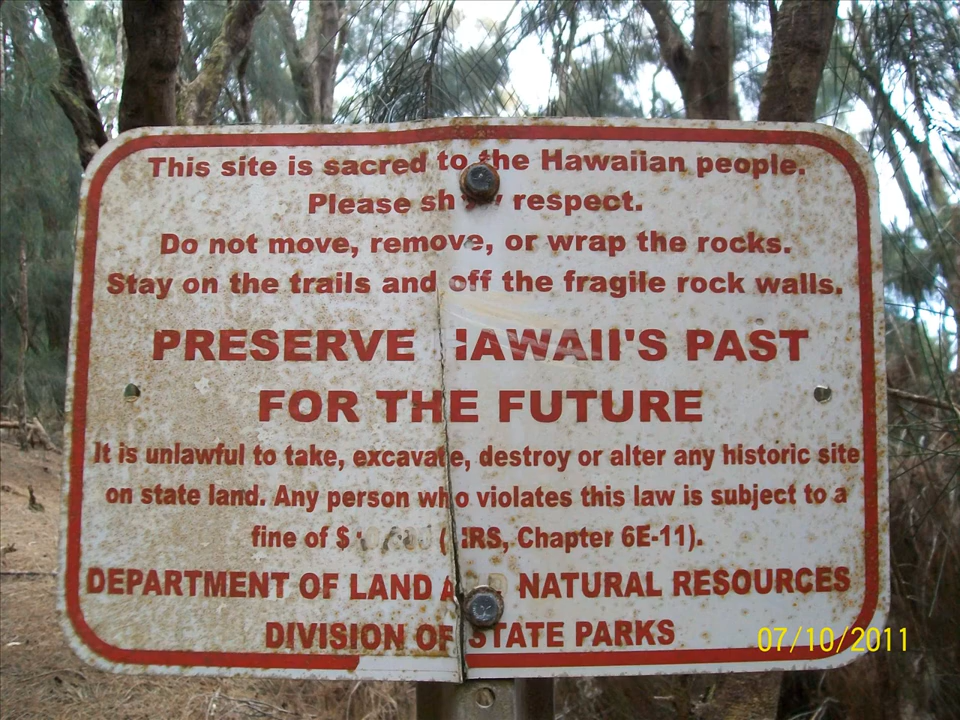 This site is sacred to the Hawaiian people.
Please show respect.
Do not move, remove, or wrap the rocks.
Stay on the trails and off the fragile rock walls.
PRESERVE HAWAII'S PAST
FOR THE FUTURE
It is unlawful to take, excavate, destroy or alter any historic site
on state land. Any person who violates this law is subject to a
fine of $ (HRS, Chapter 6E-11).
DEPARTMENT OF LAND AND NATURAL RESOURCES
DIVISION OF STATE PARKS
07/10/2011